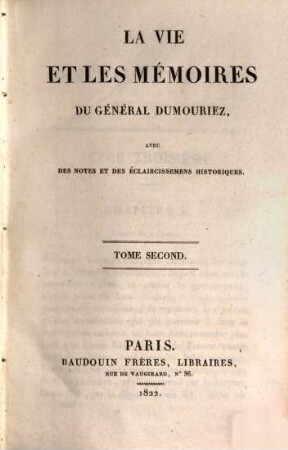 LA VIE
ET LES MÉMOIRES
DU GÉNÉRAL DUMOURIEZ,
AVEC
DES NOTES ET DES ÉCLAIRCISSEMENS HISTORIQUES.
TOME SECOND.
PARIS.
BAUDOUIN FRÈRES, LIBRAIRES,
RUE DE VAUGIRARD, N° 36.
1822.